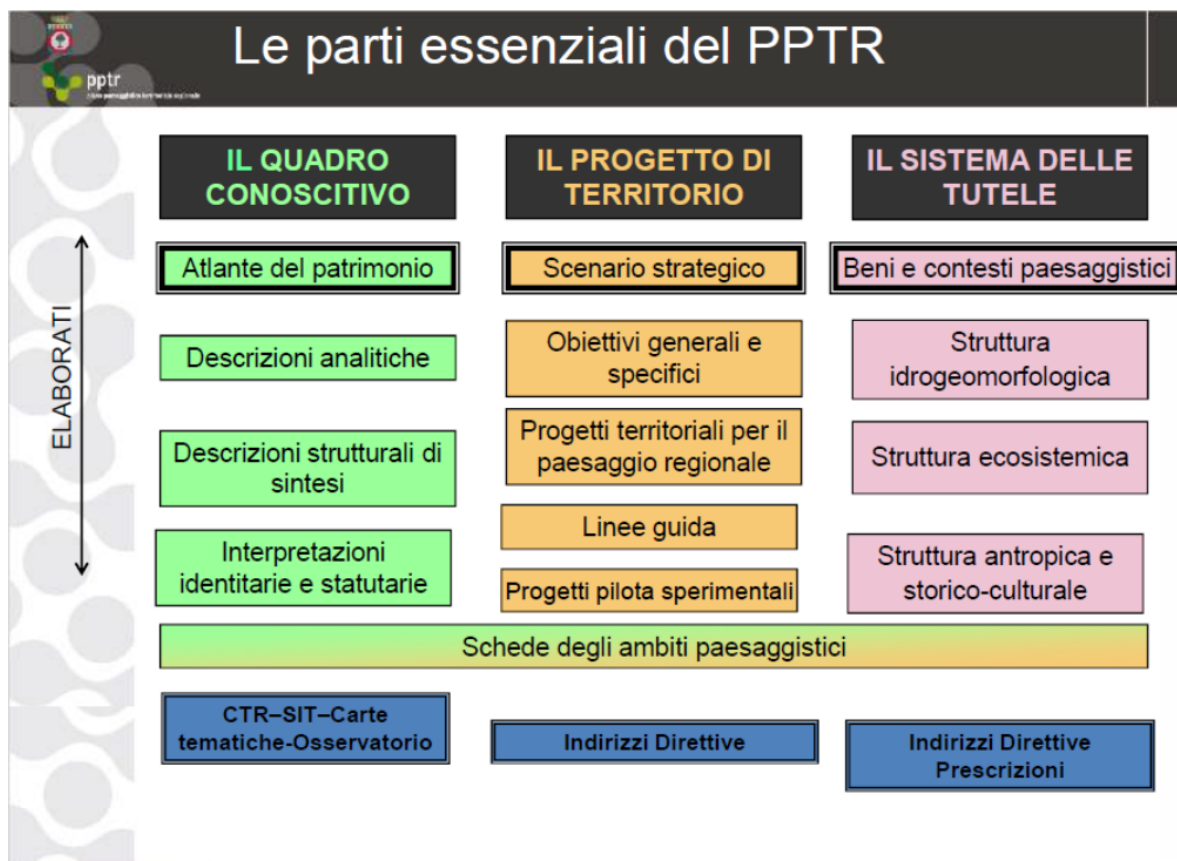 Le parti essenziali del PPTR
pptr
IL QUADRO
CONOSCITIVO
IL PROGETTO DI
TERRITORIO
IL SISTEMA DELLE
TUTELE
ELABORATI
Atlante del patrimonio
Scenario strategico
Beni e contesti paesaggistici
Descrizioni analitiche
Obiettivi generali e
specifici
Struttura
idrogeomorfologica
Descrizioni strutturali di
sintesi
Progetti territoriali per il
paesaggio regionale
Struttura ecosistemica
Linee guida
Interpretazioni
identitarie e statutarie
Progetti pilota sperimentali
Struttura antropica e
storico-culturale
Schede degli ambiti paesaggistici
CTR–SIT–Carte
tematiche-Osservatorio
Indirizzi Direttive
Indirizzi Direttive
Prescrizioni